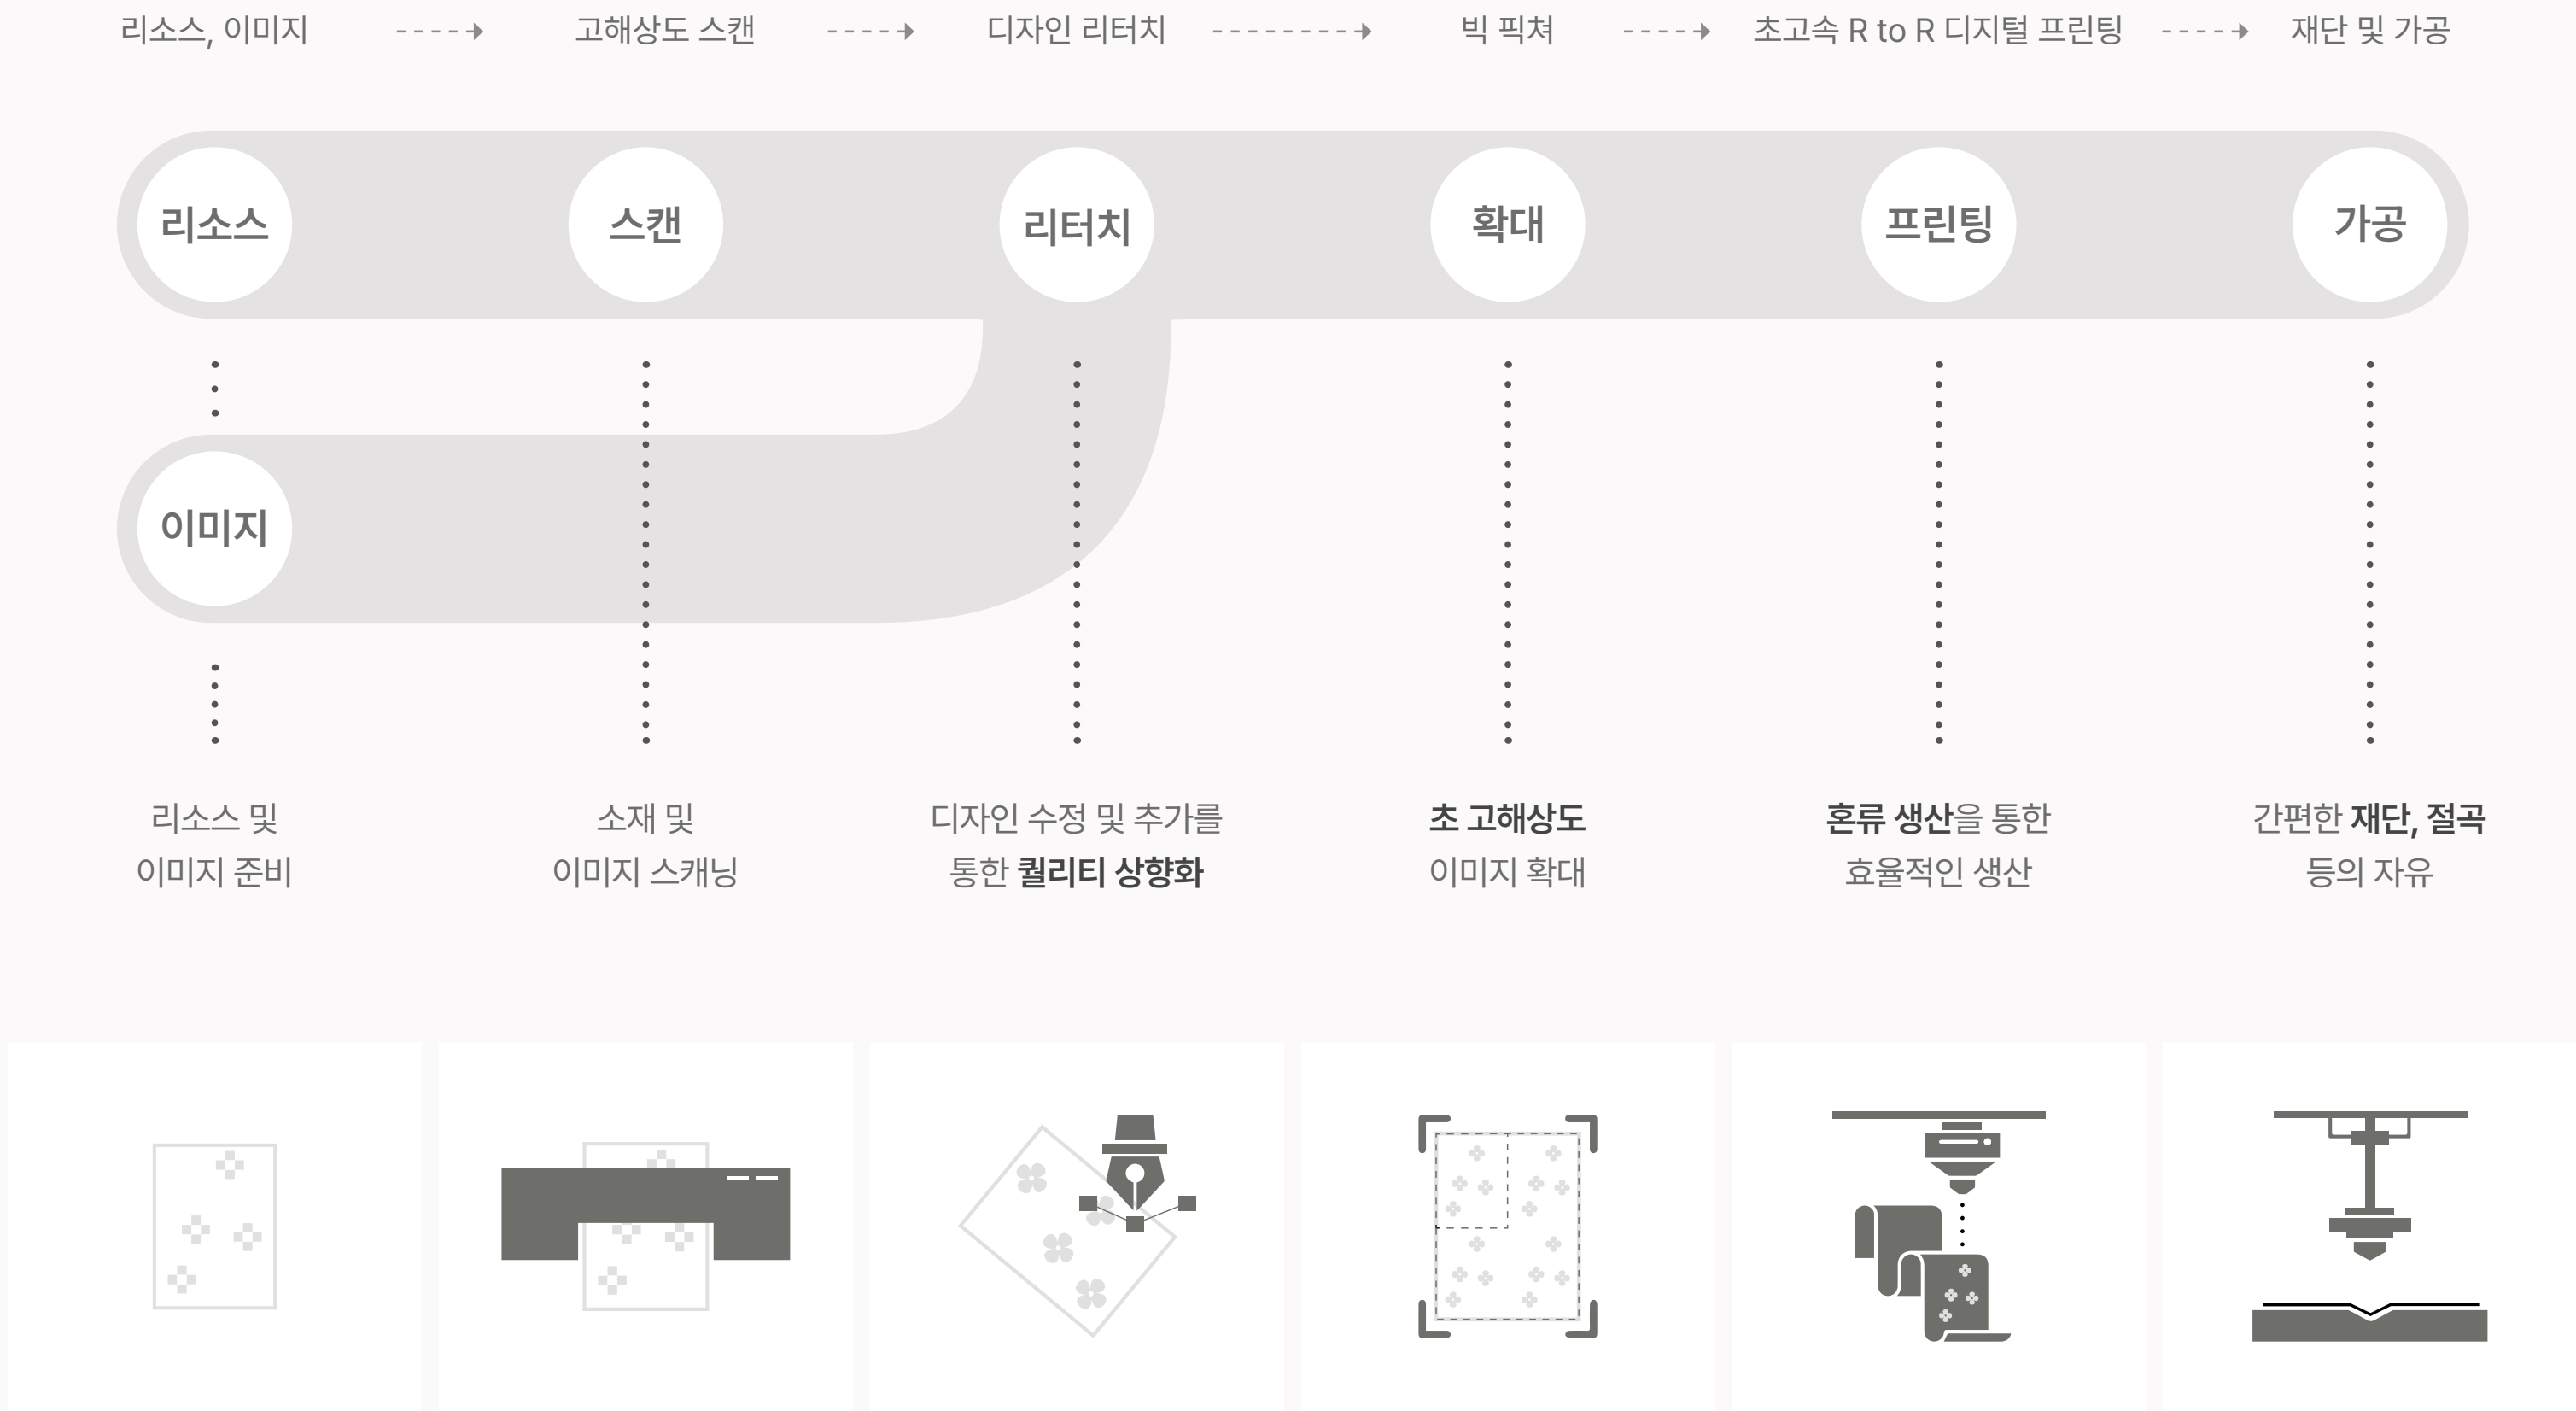 리소스, 이미지
고해상도 스캔
디자인 리터치
빅 픽쳐
초고속 R to R 디지털 프린팅
재단 및 가공
리소스
스캔
리터치
확대
프린팅
가공
이미지
리소스 및
이미지 준비
소재 및
이미지 스캐닝
디자인 수정 및 추가를
통한 퀄리티 상향화
초 고해상도
이미지 확대
혼류 생산을 통한
효율적인 생산
간편한 재단, 절곡
등의 자유